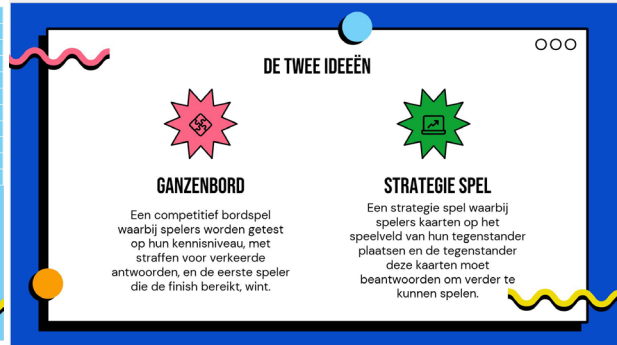 DE TWEE IDEEËN
GANZENBORD
Een competitief bordspel
waarbij spelers worden getest
op hun kennisniveau, met
straffen voor verkeerde
antwoorden, en de eerste speler
die de finish bereikt, wint.
STRATEGIE SPEL
Een strategie spel waarbij
spelers kaarten op het
speelveld van hun tegenstander
plaatsen en de tegenstander
deze kaarten moet
beantwoorden om verder te
kunnen spelen.